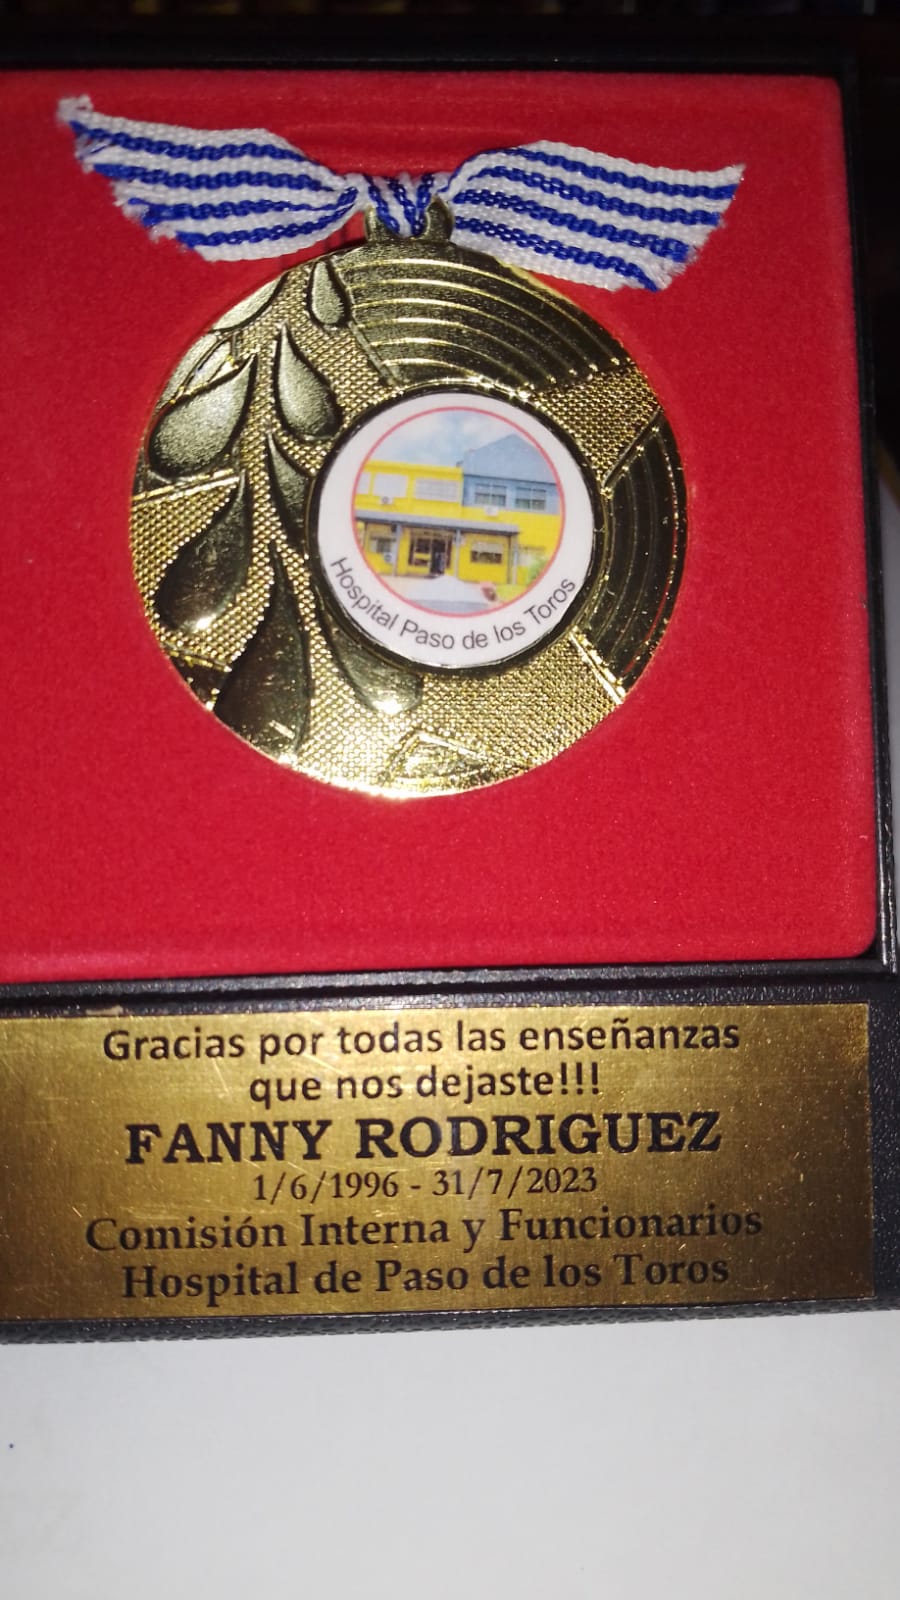 Hospital Paso de los Toros
Gracias por todas las enseñanzas
que nos dejaste!!!
FANNY RODRIGUEZ
1/6/1996 - 31/7/2023
Comisión Interna y Funcionarios
Hospital de Paso de los Toros